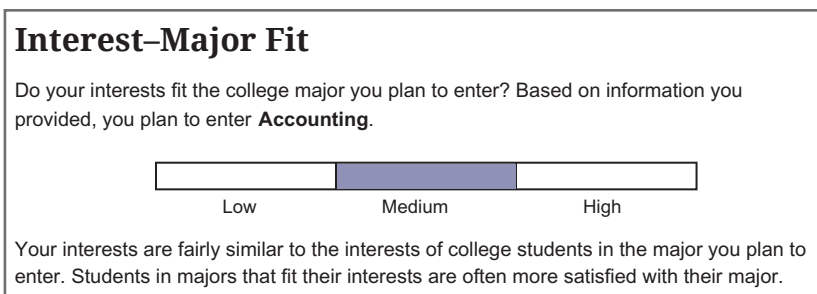 Interest–Major Fit
Do your interests fit the college major you plan to enter? Based on information you
provided, you plan to enter Accounting.
Low Medium High
Your interests are fairly similar to the interests of college students in the major you plan to
enter. Students in majors that fit their interests are often more satisfied with their major.